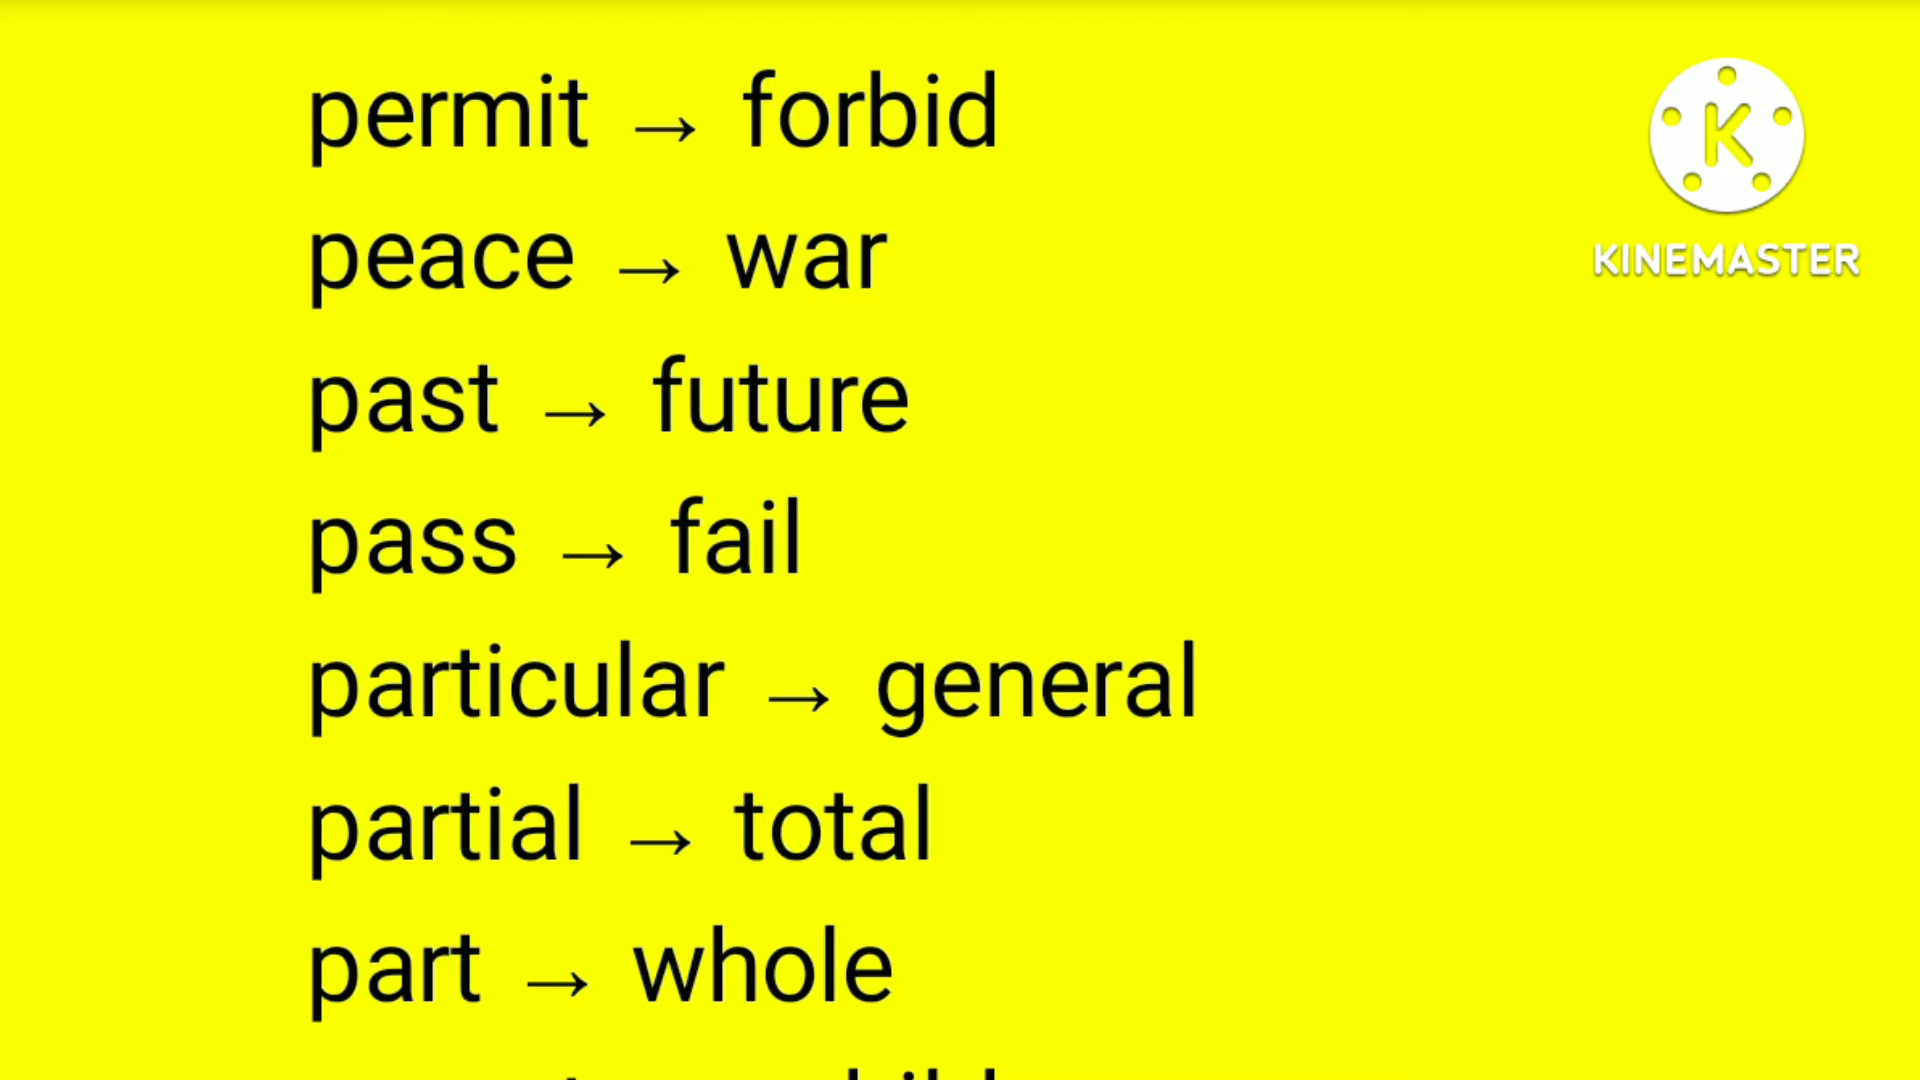 permit → forbid
KINEMASTER
peace → war
past → future
pass → fail
particular → general
partial → total
part → whole